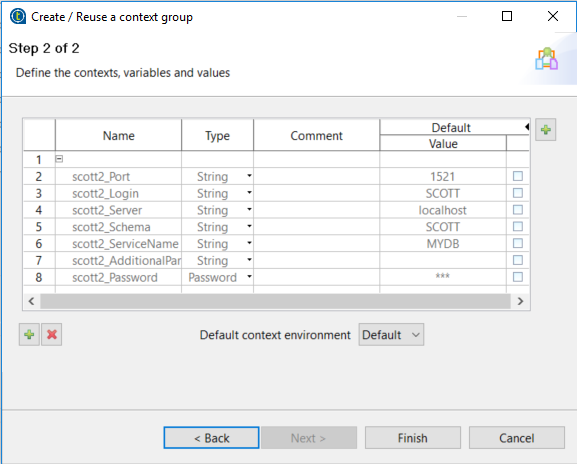 Create / Reuse a context group
Step 2 of 2
Define the contexts, variables and values
Name Type Comment Default
Value
1
2 scott2_Port String 1521
3 scott2_Login String SCOTT
4 scott2_Server String localhost
5 scott2_Schema String SCOTT
6 scott2_ServiceName String MYDB
7 scott2_AdditionalPar String
8 scott2_Password Password ***
Default context environment Default
< Back Next > Finish Cancel